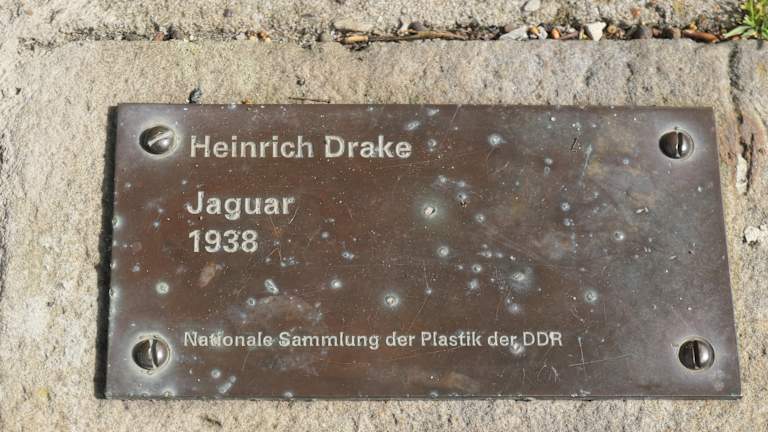 Heinrich Drake
Jaguar
1938
Nationale Sammlung der Plastik der DDR